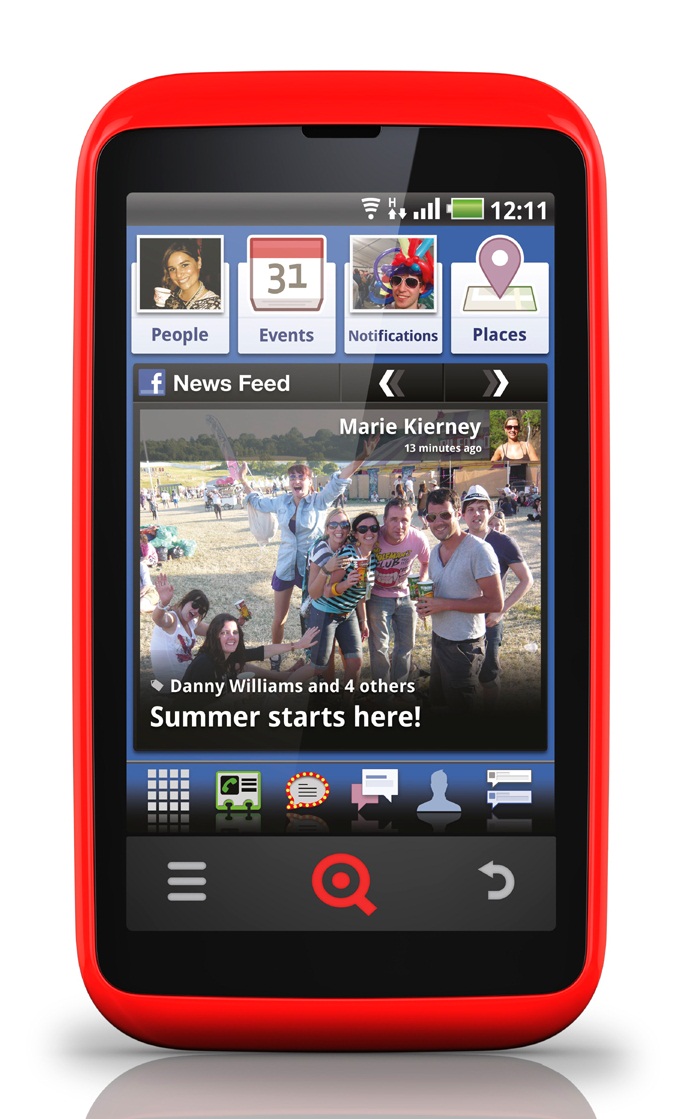 H
12:11
31
People
Events
Notifications
Places
f
News Feed
Marie Kierney
13 minutes ago
Danny Williams and 4 others
Summer starts here!